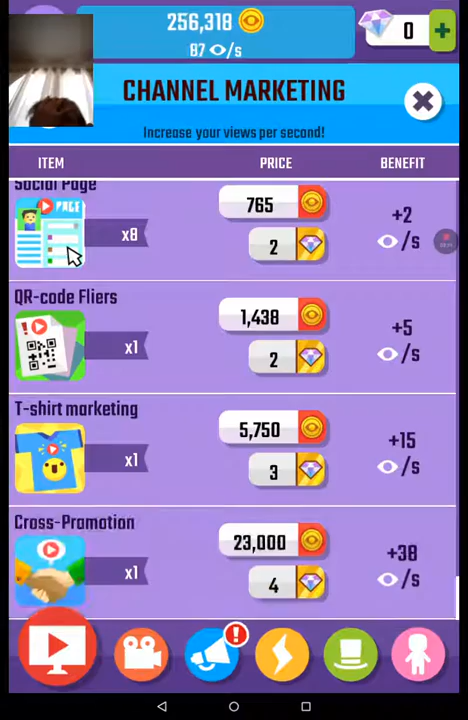 256,318
0
+
87 /s
CHANNEL MARKETING
Increase your views per second!
ITEM PRICE BENEFIT
Social Page
PAGE
765
+2
x8
2
/s
QR-code Fliers
1,438
+5
x1
2
/s
T-shirt marketing
5,750
+15
x1
3
/s
Cross-Promotion
23,000
+38
x1
4
/s
!